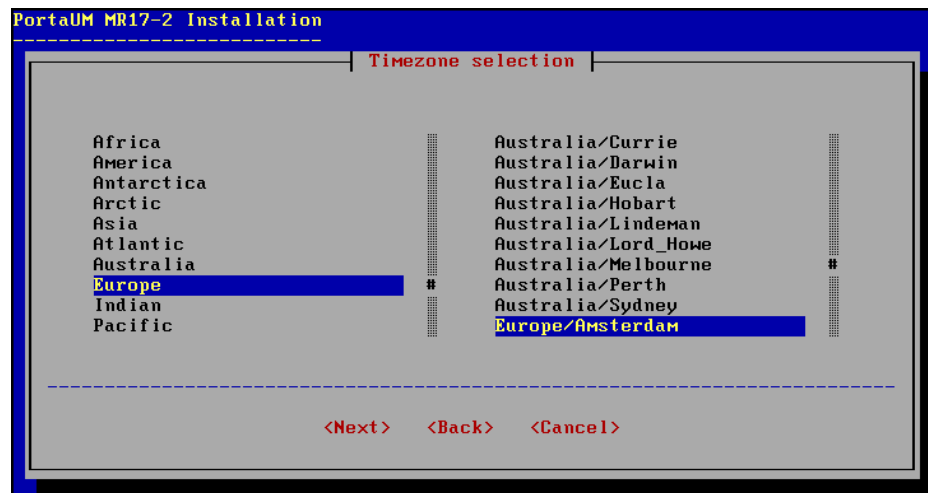 PortaUM MR17-2 Installation
---------------------------
Timezone selection
Africa
America
Antarctica
Arctic
Asia
Atlantic
Australia
Europe #
Indian
Pacific
Australia/Currie
Australia/Darwin
Australia/Eucla
Australia/Hobart
Australia/Lindeman
Australia/Lord_Howe
Australia/Melbourne #
Australia/Perth
Australia/Sydney
Europe/Amsterdam
<Next> <Back> <Cancel>